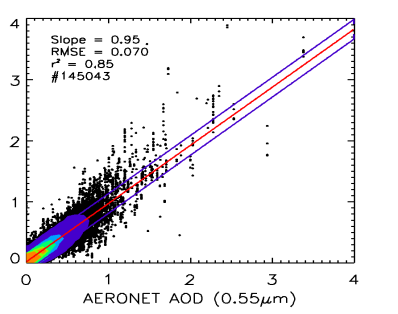 4
Slope = 0.95
RMSE = 0.070
r² = 0.85
#145043
3
2
1
0
0 1 2 3 4
AERONET AOD (0.55μm)